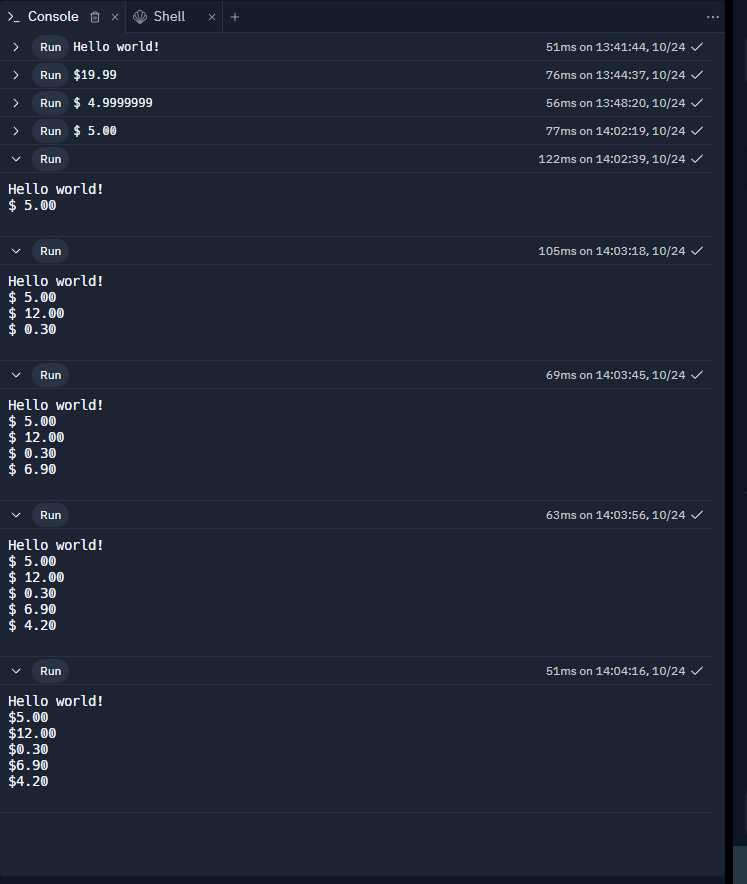 Console Shell
Run Hello world! 51ms on 13:41:44, 10/24
Run $19.99 76ms on 13:44:37, 10/24
Run $ 4.9999999 56ms on 13:48:20, 10/24
Run $ 5.00 77ms on 14:02:19, 10/24
Run 122ms on 14:02:39, 10/24
Hello world!
$ 5.00
Run 105ms on 14:03:18, 10/24
Hello world!
$ 5.00
$ 12.00
$ 0.30
Run 69ms on 14:03:45, 10/24
Hello world!
$ 5.00
$ 12.00
$ 0.30
$ 6.90
Run 63ms on 14:03:56, 10/24
Hello world!
$ 5.00
$ 12.00
$ 0.30
$ 6.90
$ 4.20
Run 51ms on 14:04:16, 10/24
Hello world!
$5.00
$12.00
$0.30
$6.90
$4.20